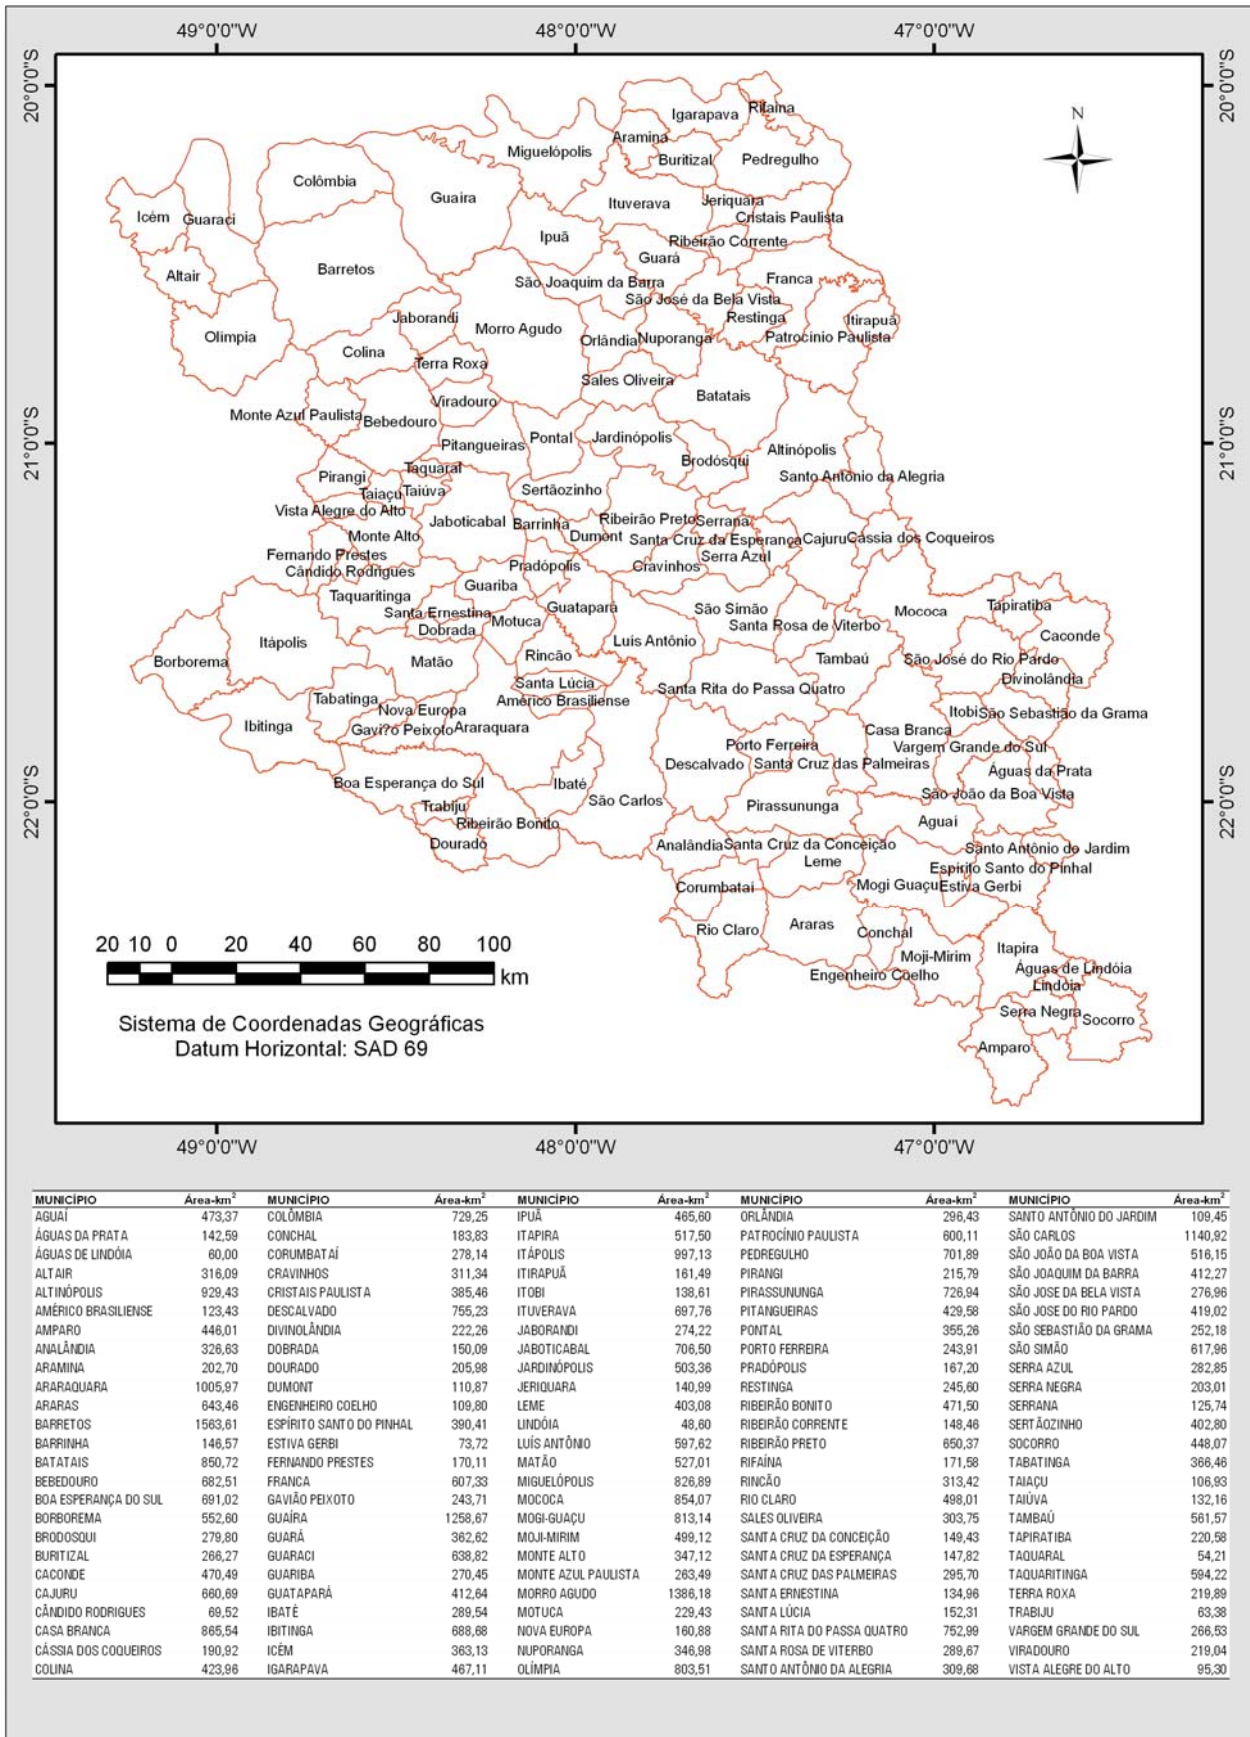 49°0'0"W 48°0'0"W 47°0'0"W
20°0'0"S 20°0'0"S
N
Rifaina
Igarapava
Aramina
Miguelópolis
Buritizal Pedregulho
Colômbia
Guaíra
Ituverava
Jeriquara
Icém Guaraci
Cristais Paulista
Ipuã
Ribeirão Corrente
Guará
Barretos
Altair
Franca
São Joaquim da Barra
São José da Bela Vista
Jaborandi
Restinga
Itirapuã
Morro Agudo
Olimpia
Orlândia Nuporanga
Patrocínio Paulista
Colina
Terra Roxa
Sales Oliveira
Batatais
Viradouro
Monte Azul Paulista
Bebedouro
Pontal Jardinópolis
21°0'0"S 21°0'0"S
Pitangueiras
Altinópolis
Brodósqui
Taquaral
Pirangi
Santo Antônio da Alegria
Taiaçu Taiúva
Sertãozinho
Vista Alegre do Alto
Jaboticabal Barrinha
Ribeirão Preto Serrana
Monte Alto
Dumont
Santa Cruz da Esperança Cajuru Cássia dos Coqueiros
Fernando Prestes
Serra Azul
Cândido Rodrigues
Pradópolis
Cravinhos
Guariba
Taquaritinga
Guatapará
São Simão
Mococa
Tapiratiba
Santa Ernestina
Motuca
Dobrada
Santa Rosa de Viterbo
Itápolis
Luís Antônio
Caconde
Borborema
Matão
Rincão
Tambaú
São José do Rio Pardo
Divinolândia
Santa Lúcia
Santa Rita do Passa Quatro
Tabatinga
Américo Brasiliense
Nova Europa
Itobi São Sebastião da Grama
Ibitinga
Gavi?o Peixoto Araraquara
Casa Branca
Porto Ferreira
Vargem Grande do Sul
Descalvado Santa Cruz das Palmeiras
Águas da Prata
Boa Esperança do Sul
Ibaté
22°0'0"S 22°0'0"S
São João da Boa Vista
São Carlos
Trabiju
Pirassununga
Ribeirão Bonito
Aguaí
Dourado
Analândia Santa Cruz da Conceição
Santo Antônio do Jardim
Leme
Espírito Santo do Pinhal
Corumbataí
Mogi Guaçu Estiva Gerbi
Rio Claro
Araras
Conchal
Itapira
Moji-Mirim
Águas de Lindóia
Engenheiro Coelho
Lindóia
Serra Negra
Socorro
Amparo
20 10 0 20 40 60 80 100
km
Sistema de Coordenadas Geográficas
Datum Horizontal: SAD 69
49°0'0"W 48°0'0"W 47°0'0"W
MUNICÍPIO Área-km² MUNICÍPIO Área-km² MUNICÍPIO Área-km² MUNICÍPIO Área-km² MUNICÍPIO Área-km²
AGUAÍ 473,37 COLÔMBIA 729,25 IPUÃ 465,60 ORLÂNDIA 296,43 SANTO ANTÔNIO DO JARDIM 109,45
ÁGUAS DA PRATA 142,59 CONCHAL 183,83 ITAPIRA 517,50 PATROCÍNIO PAULISTA 600,11 SÃO CARLOS 1140,92
ÁGUAS DE LINDÓIA 60,00 CORUMBATAÍ 278,14 ITÁPOLIS 997,13 PEDREGULHO 701,89 SÃO JOÃO DA BOA VISTA 516,15
ALTAIR 316,09 CRAVINHOS 311,34 ITIRAPUÃ 161,49 PIRANGI 215,79 SÃO JOAQUIM DA BARRA 412,27
ALTINÓPOLIS 929,43 CRISTAIS PAULISTA 385,46 ITOBI 138,61 PIRASSUNUNGA 726,94 SÃO JOSE DA BELA VISTA 276,96
AMÉRICO BRASILIENSE 123,43 DESCALVADO 755,23 ITUVERAVA 697,76 PITANGUEIRAS 429,58 SÃO JOSE DO RIO PARDO 419,02
AMPARO 446,01 DIVINOLÂNDIA 222,26 JABORANDI 274,22 PONTAL 355,26 SÃO SEBASTIÃO DA GRAMA 252,18
ANALÂNDIA 326,63 DOBRADA 150,09 JABOTICABAL 706,50 PORTO FERREIRA 243,91 SÃO SIMÃO 617,96
ARAMINA 202,70 DOURADO 205,98 JARDINÓPOLIS 503,36 PRADÓPOLIS 167,20 SERRA AZUL 282,85
ARARAQUARA 1005,97 DUMONT 110,87 JERIQUARA 140,99 RESTINGA 245,60 SERRA NEGRA 203,01
ARARAS 643,46 ENGENHEIRO COELHO 109,80 LEME 403,08 RIBEIRÃO BONITO 471,50 SERRANA 125,74
BARRETOS 1563,61 ESPÍRITO SANTO DO PINHAL 390,41 LINDÓIA 48,60 RIBEIRÃO CORRENTE 148,46 SERTÃOZINHO 402,80
BARRINHA 146,57 ESTIVA GERBI 73,72 LUÍS ANTÔNIO 597,62 RIBEIRÃO PRETO 650,37 SOCORRO 448,07
BATATAIS 850,72 FERNANDO PRESTES 170,11 MATÃO 527,01 RIFAÍNA 171,58 TABATINGA 366,46
BEBEDOURO 682,51 FRANCA 607,33 MIGUELÓPOLIS 826,89 RINCÃO 313,42 TAIAÇU 106,93
BOA ESPERANÇA DO SUL 691,02 GAVIÃO PEIXOTO 243,71 MOCOCA 854,07 RIO CLARO 498,01 TAIÚVA 132,16
BORBOREMA 552,60 GUAÍRA 1258,67 MOGI-GUAÇU 813,14 SALES OLIVEIRA 303,75 TAMBAÚ 561,57
BRODOSQUI 279,80 GUARÁ 362,62 MOJI-MIRIM 499,12 SANTA CRUZ DA CONCEIÇÃO 149,43 TAPIRATIBA 220,58
BURITIZAL 266,27 GUARACI 638,82 MONTE ALTO 347,12 SANTA CRUZ DA ESPERANÇA 147,82 TAQUARAL 54,21
CACONDE 470,49 GUARIBA 270,45 MONTE AZUL PAULISTA 263,49 SANTA CRUZ DAS PALMEIRAS 295,70 TAQUARITINGA 594,22
CAJURU 660,69 GUATAPARÁ 412,64 MORRO AGUDO 1386,18 SANTA ERNESTINA 134,96 TERRA ROXA 219,89
CÂNDIDO RODRIGUES 69,52 IBATÉ 289,54 MOTUCA 229,43 SANTA LÚCIA 152,31 TRABIJU 63,38
CASA BRANCA 865,54 IBITINGA 688,68 NOVA EUROPA 160,88 SANTA RITA DO PASSA QUATRO 752,99 VARGEM GRANDE DO SUL 266,53
CÁSSIA DOS COQUEIROS 190,92 ICÉM 363,13 NUPORANGA 346,98 SANTA ROSA DE VITERBO 289,67 VIRADOURO 219,04
COLINA 423,96 IGARAPAVA 467,11 OLÍMPIA 803,51 SANTO ANTÔNIO DA ALEGRIA 309,68 VISTA ALEGRE DO ALTO 95,30